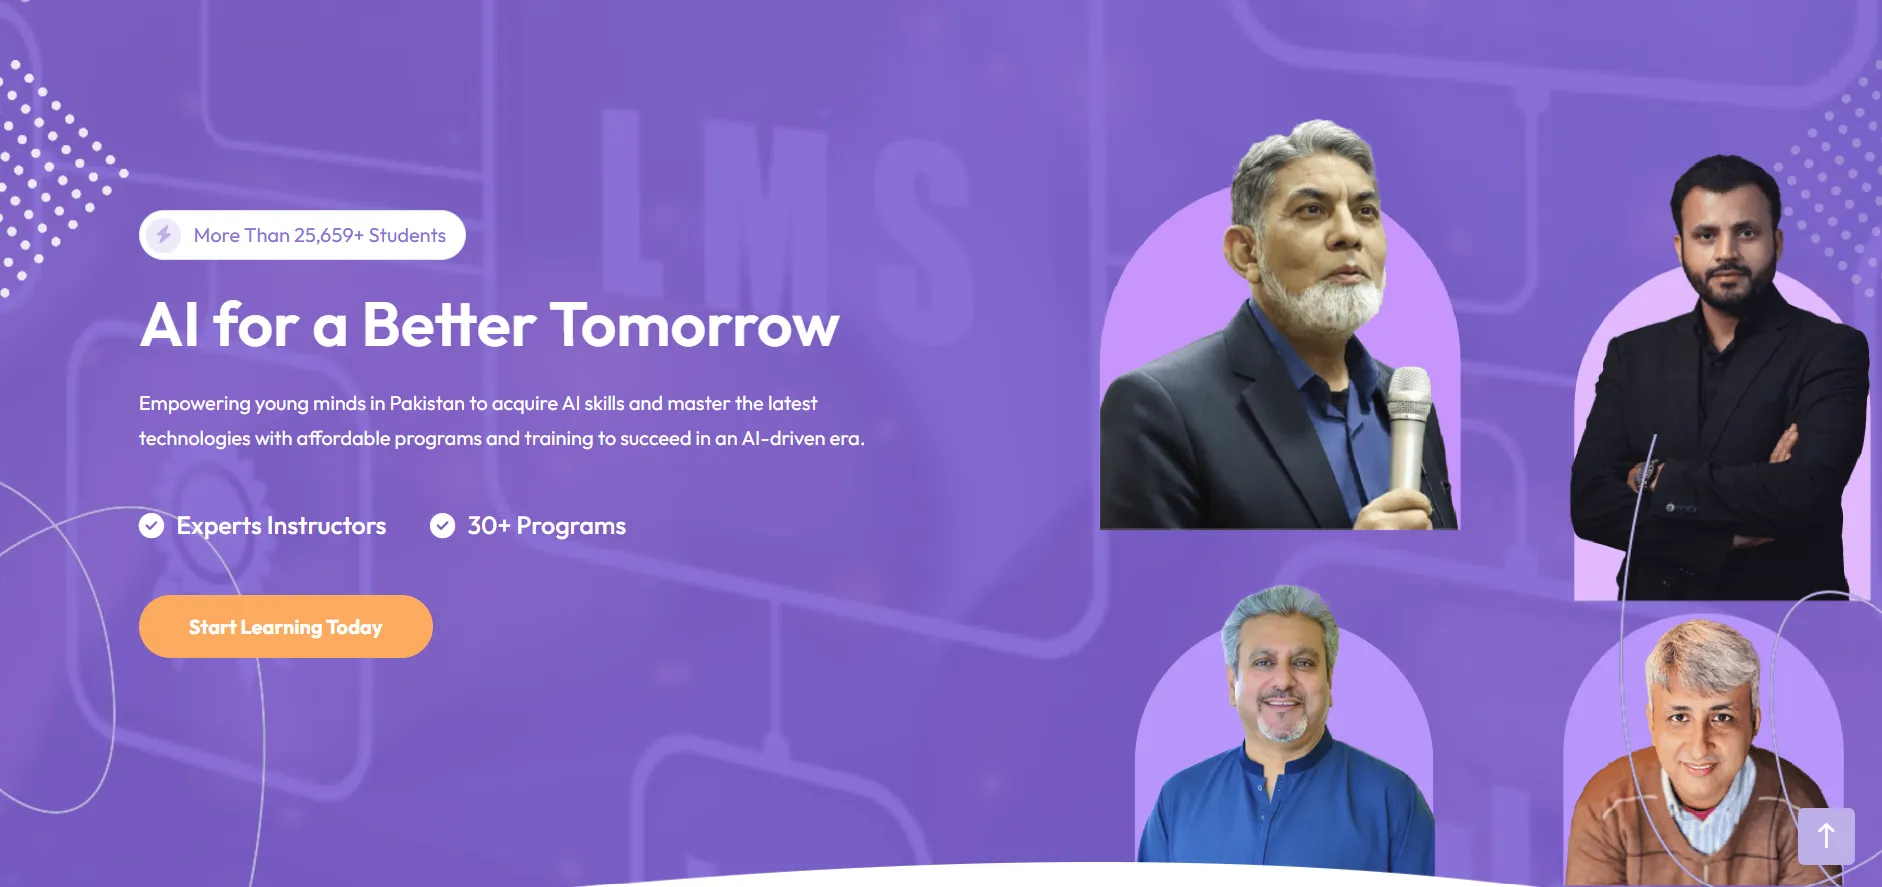 LMS
More Than 25,659+ Students
AI for a Better Tomorrow
Empowering young minds in Pakistan to acquire AI skills and master the latest
technologies with affordable programs and training to succeed in an AI-driven era.
Experts Instructors
30+ Programs
Start Learning Today